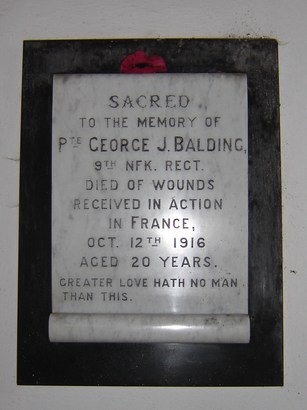 SACRED
TO THE MEMORY OF
PTE GEORGE J. BALDING,
9TH NFK. REGT.
DIED OF WOUNDS
RECEIVED IN ACTION
IN FRANCE,
OCT. 12TH 1916
AGED 20 YEARS.
GREATER LOVE HATH NO MAN
THAN THIS.